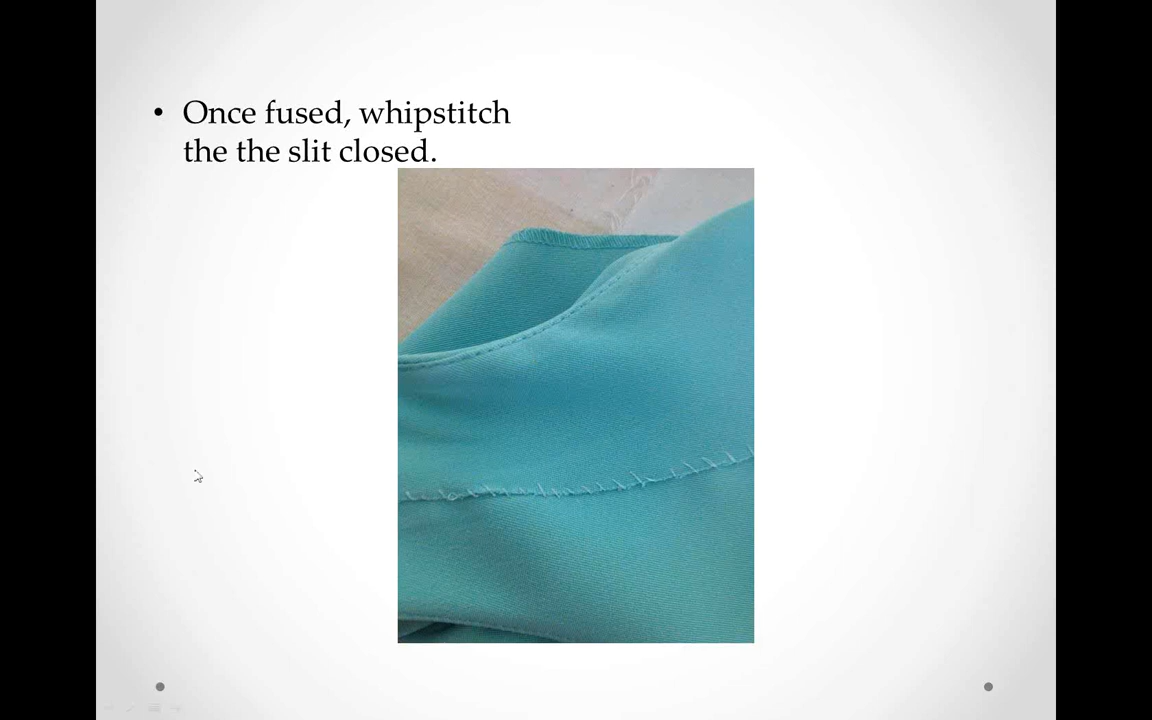 • Once fused, whipstitch
the the slit closed.